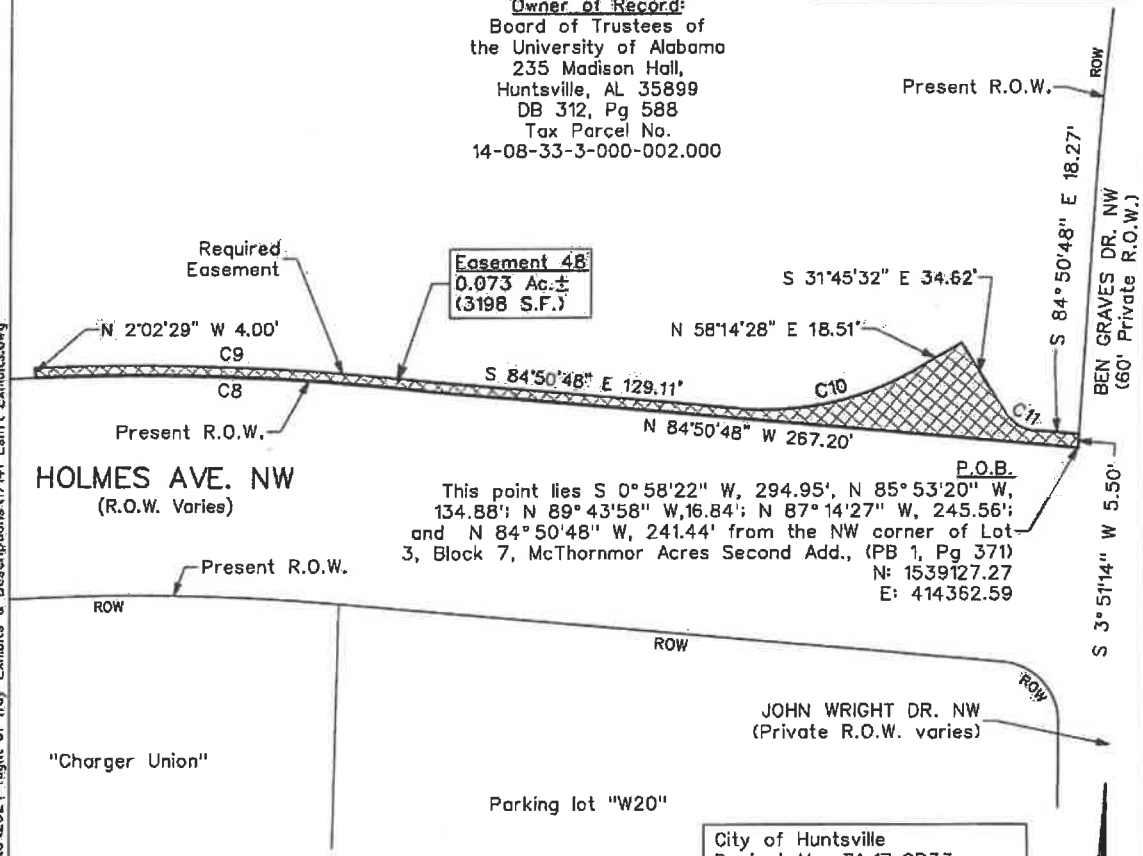 Owner of Record:
Board of Trustees of
the University of Alabama
235 Madison Hall,
Huntsville, AL 35899
DB 312, Pg 588
Tax Parcel No.
14-08-33-3-000-002.000
Present R.O.W.
ROW
S 84°50'48" E 18.27'
BEN GRAVES DR. NW
(60' Private R.O.W.)
Required
Easement
Easement 4B
0.073 Ac.±
(3198 S.F.)
S 31°45'32" E 34.62'
N 58°14'28" E 18.51'
N 2°02'29" W 4.00'
C9
C8
S 84°50'48" E 129.11'
C10
C11
N 84°50'48" W 267.20'
Present R.O.W.
HOLMES AVE. NW
(R.O.W. Varies)
P.O.B.
This point lies S 0°58'22" W, 294.95', N 85°53'20" W,
134.88'; N 89°43'58" W,16.84'; N 87°14'27" W, 245.56';
and N 84°50'48" W, 241.44' from the NW corner of Lot
3, Block 7, McThornmor Acres Second Add., (PB 1, Pg 371)
N: 1539127.27
E: 414362.59
S 3°51'14" W 5.50'
Present R.O.W.
ROW
ROW
ROW
JOHN WRIGHT DR. NW
(Private R.O.W. varies)
"Charger Union"
Parking lot "W20"
City of Huntsville